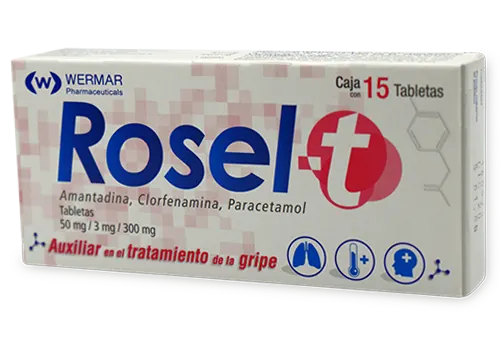 WERMAR
Pharmaceuticals
Caja con 15 Tabletas
Rosel-t
Amantadina, Clorfenamina, Paracetamol
Tabletas
50 mg / 3 mg / 300 mg
Auxiliar en el tratamiento de la gripe